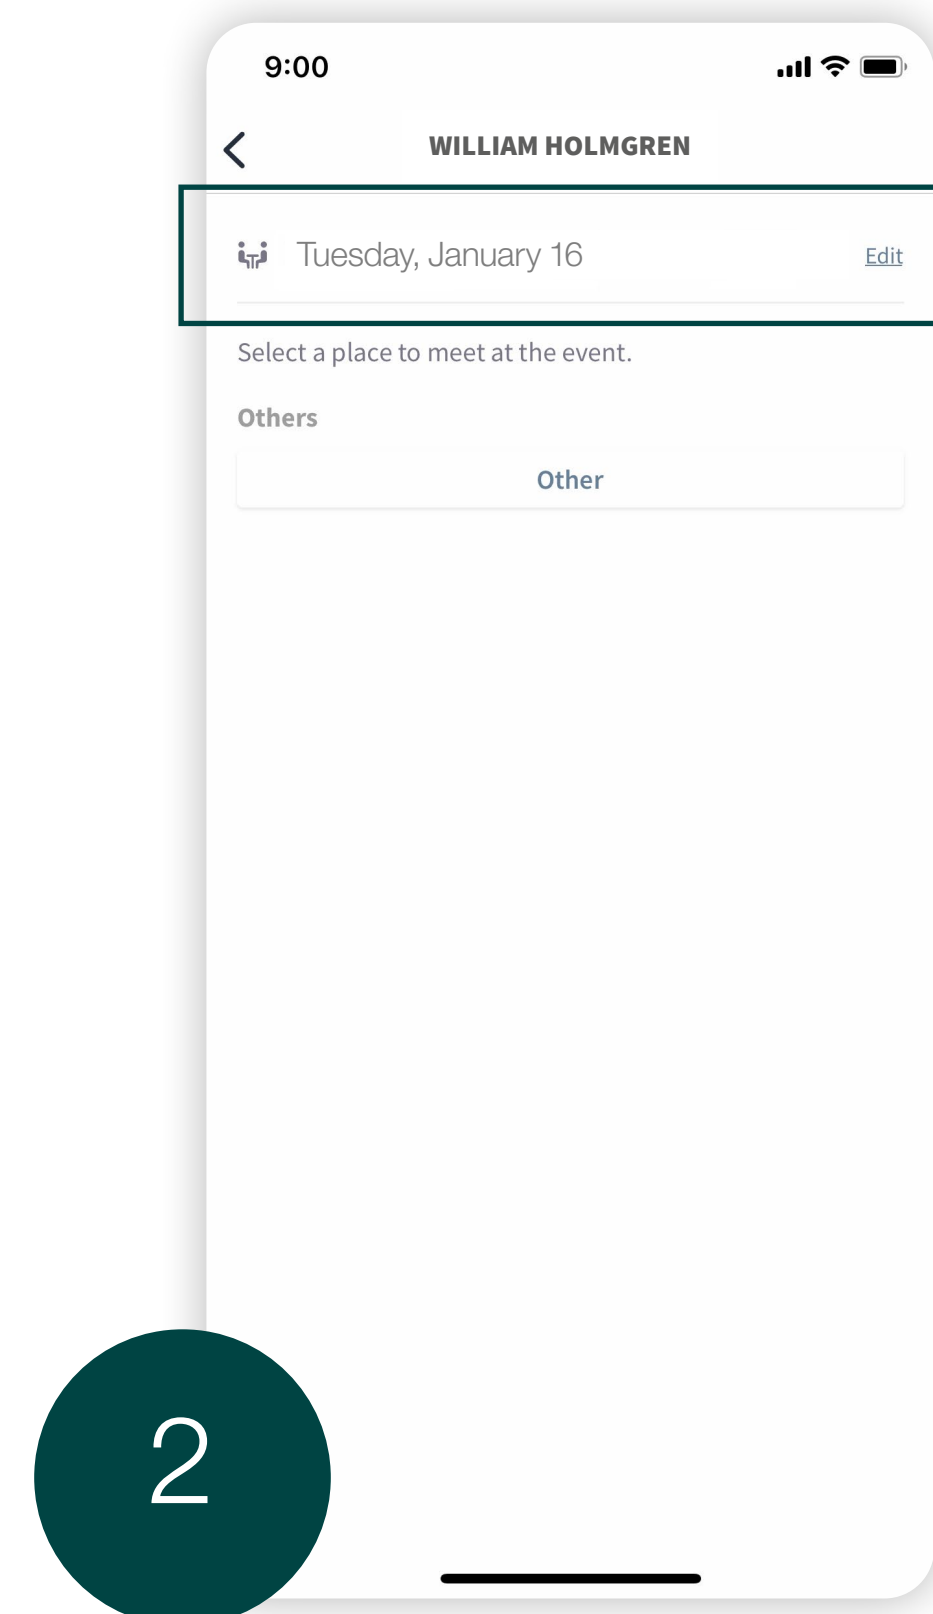 9:00
WILLIAM HOLMGREN
Tuesday, January 16
Edit
Select a place to meet at the event.
Others
Other
2